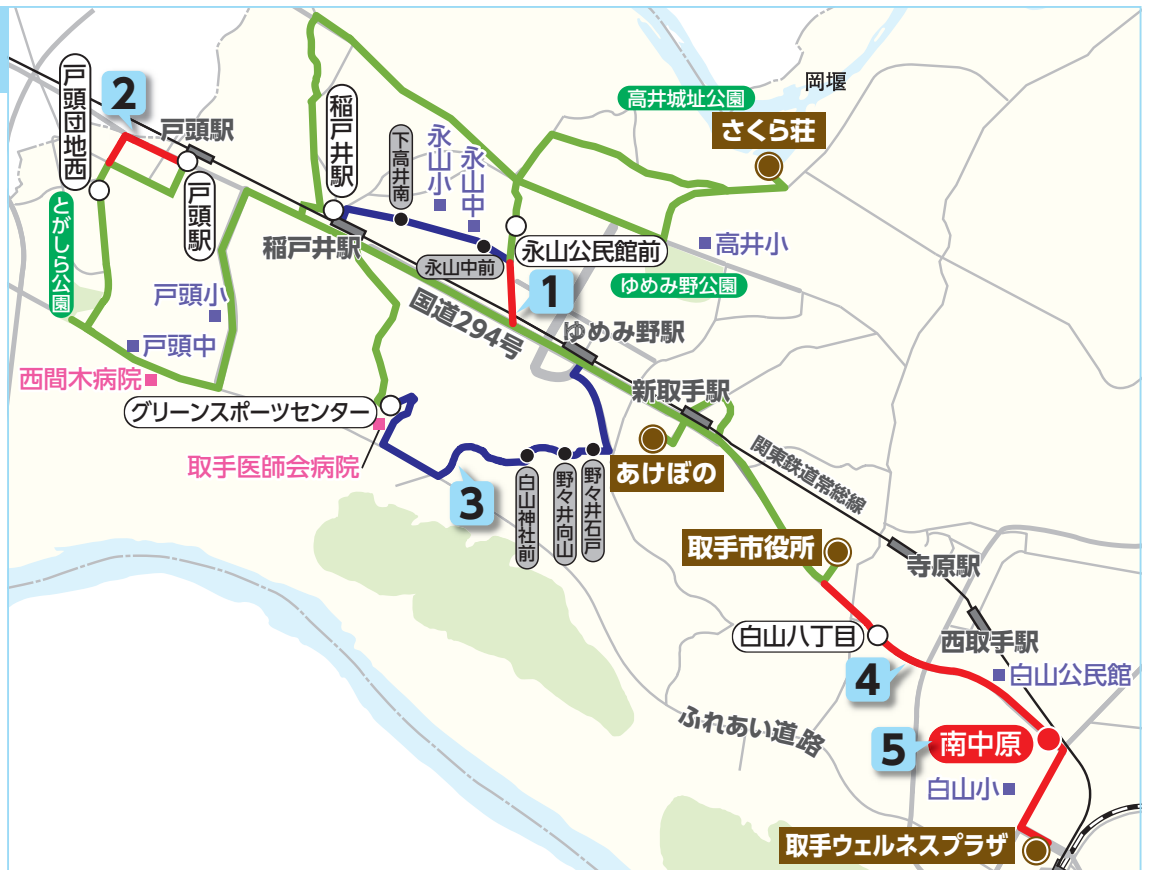 戸頭団地西
2
戸頭駅
戸頭駅
とがしら公園
稲戸井駅
稲戸井駅
下高井南
永山小
永山中
永山中前
永山公民館前
高井城址公園
岡堰
さくら荘
高井小
ゆめみ野公園
1
国道294号
ゆめみ野駅
戸頭小
戸頭中
西間木病院
グリーンスポーツセンター
取手医師会病院
新取手駅
あけぼの
関東鉄道常総線
3
白山神社前
野々井向山
野々井石戸
取手市役所
寺原駅
白山八丁目
西取手駅
4
白山公民館
ふれあい道路
5
南中原
白山小
取手ウェルネスプラザ